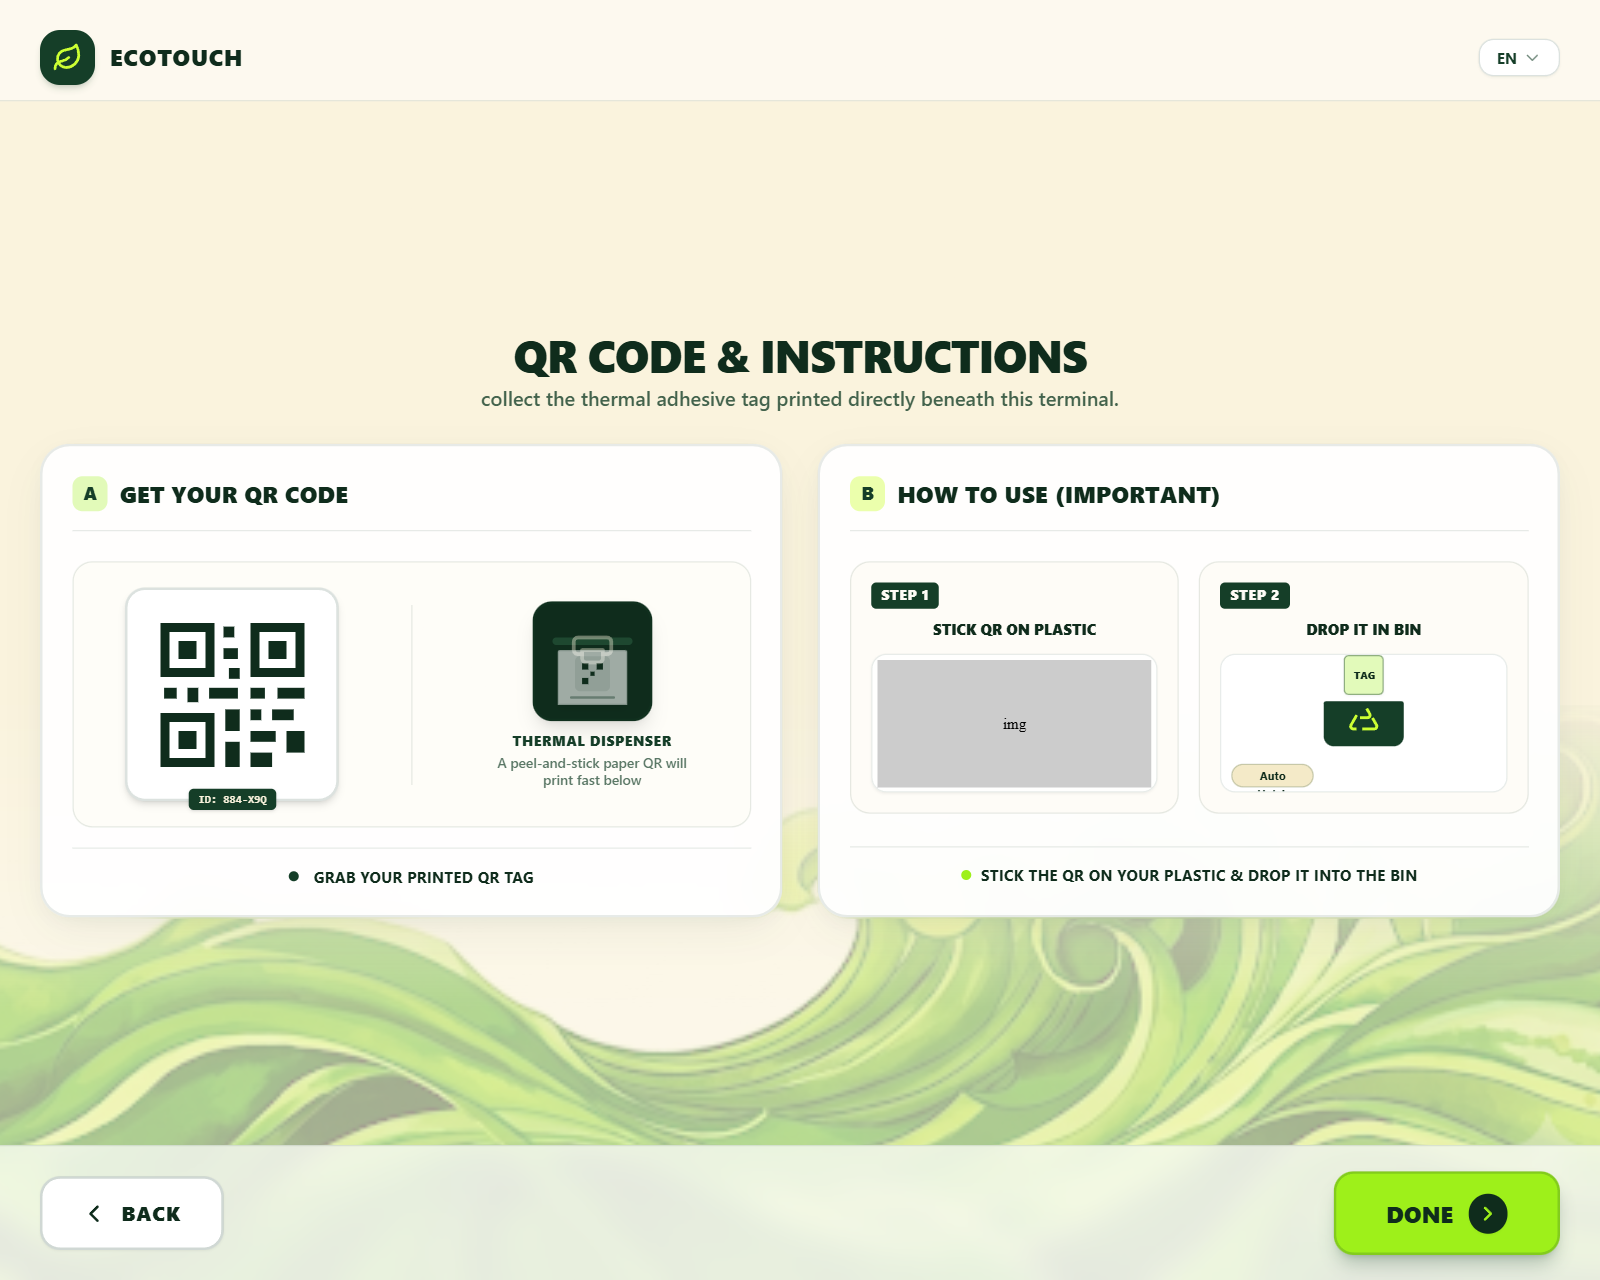 ECOTOUCH
EN
QR CODE & INSTRUCTIONS
collect the thermal adhesive tag printed directly beneath this terminal.
A
GET YOUR QR CODE
ID: 884-X9Q
THERMAL DISPENSER
A peel-and-stick paper QR will
print fast below
GRAB YOUR PRINTED QR TAG
B
HOW TO USE (IMPORTANT)
STEP 1
STICK QR ON PLASTIC
img
STEP 2
DROP IT IN BIN
TAG
Auto
STICK THE QR ON YOUR PLASTIC & DROP IT INTO THE BIN
BACK
DONE